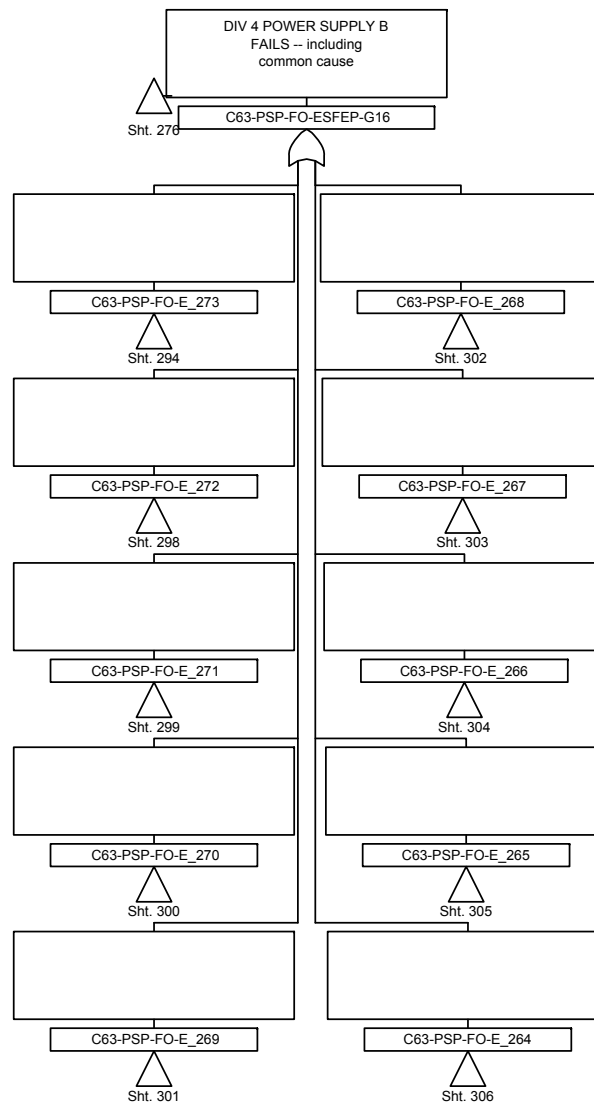 DIV 4 POWER SUPPLY B
FAILS -- including
common cause
C63-PSP-FO-ESFEP-G16
Sht. 276
C63-PSP-FO-E_273
Sht. 294
C63-PSP-FO-E_268
Sht. 302
C63-PSP-FO-E_272
Sht. 298
C63-PSP-FO-E_267
Sht. 303
C63-PSP-FO-E_271
Sht. 299
C63-PSP-FO-E_266
Sht. 304
C63-PSP-FO-E_270
Sht. 300
C63-PSP-FO-E_265
Sht. 305
C63-PSP-FO-E_269
Sht. 301
C63-PSP-FO-E_264
Sht. 306